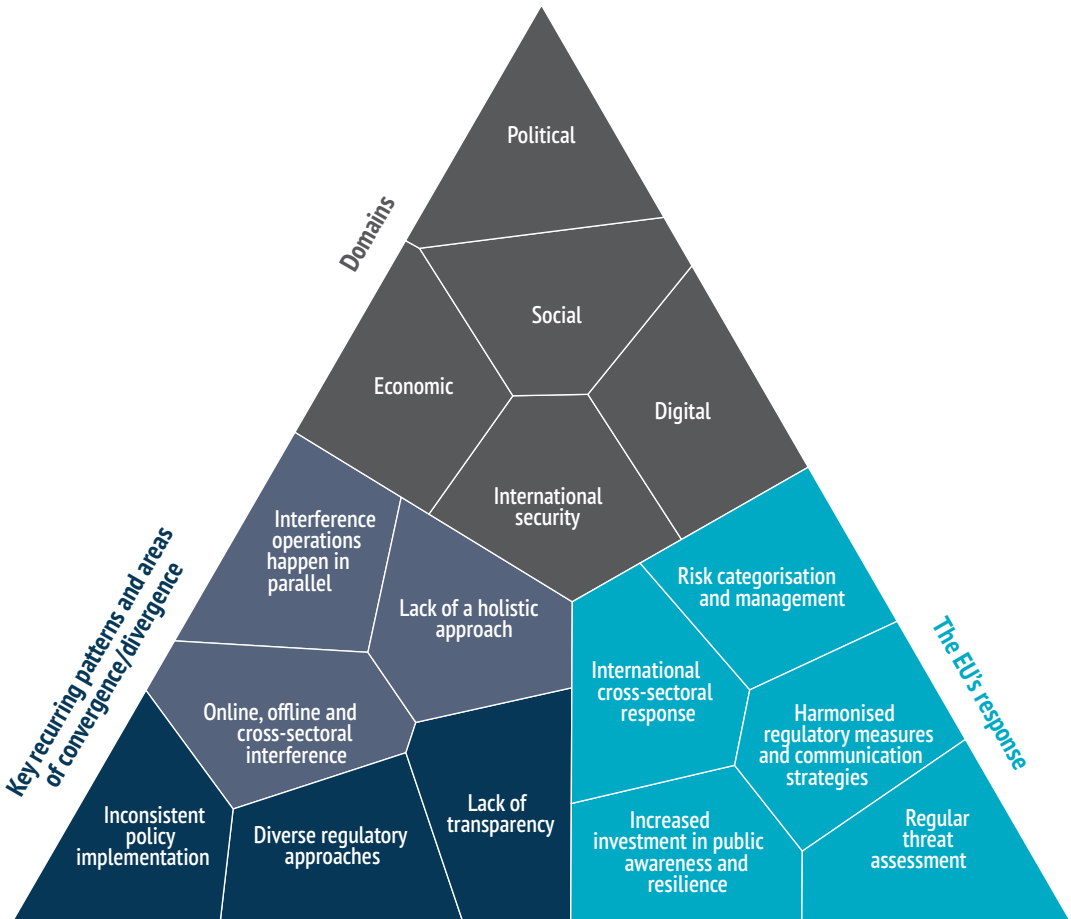 Political
Domains
Social
Economic
Digital
International
security
Key recurring patterns and areas
of convergence/divergence
Interference
operations
happen in
parallel
Lack of a holistic
approach
Online, offline and
cross-sectoral
interference
Inconsistent
policy
implementation
Diverse regulatory
approaches
Lack of
transparency
The EU's response
Risk categorisation
and management
International
cross-sectoral
response
Harmonised
regulatory measures
and communication
strategies
Increased
investment in public
awareness and
resilience
Regular
threat
assessment